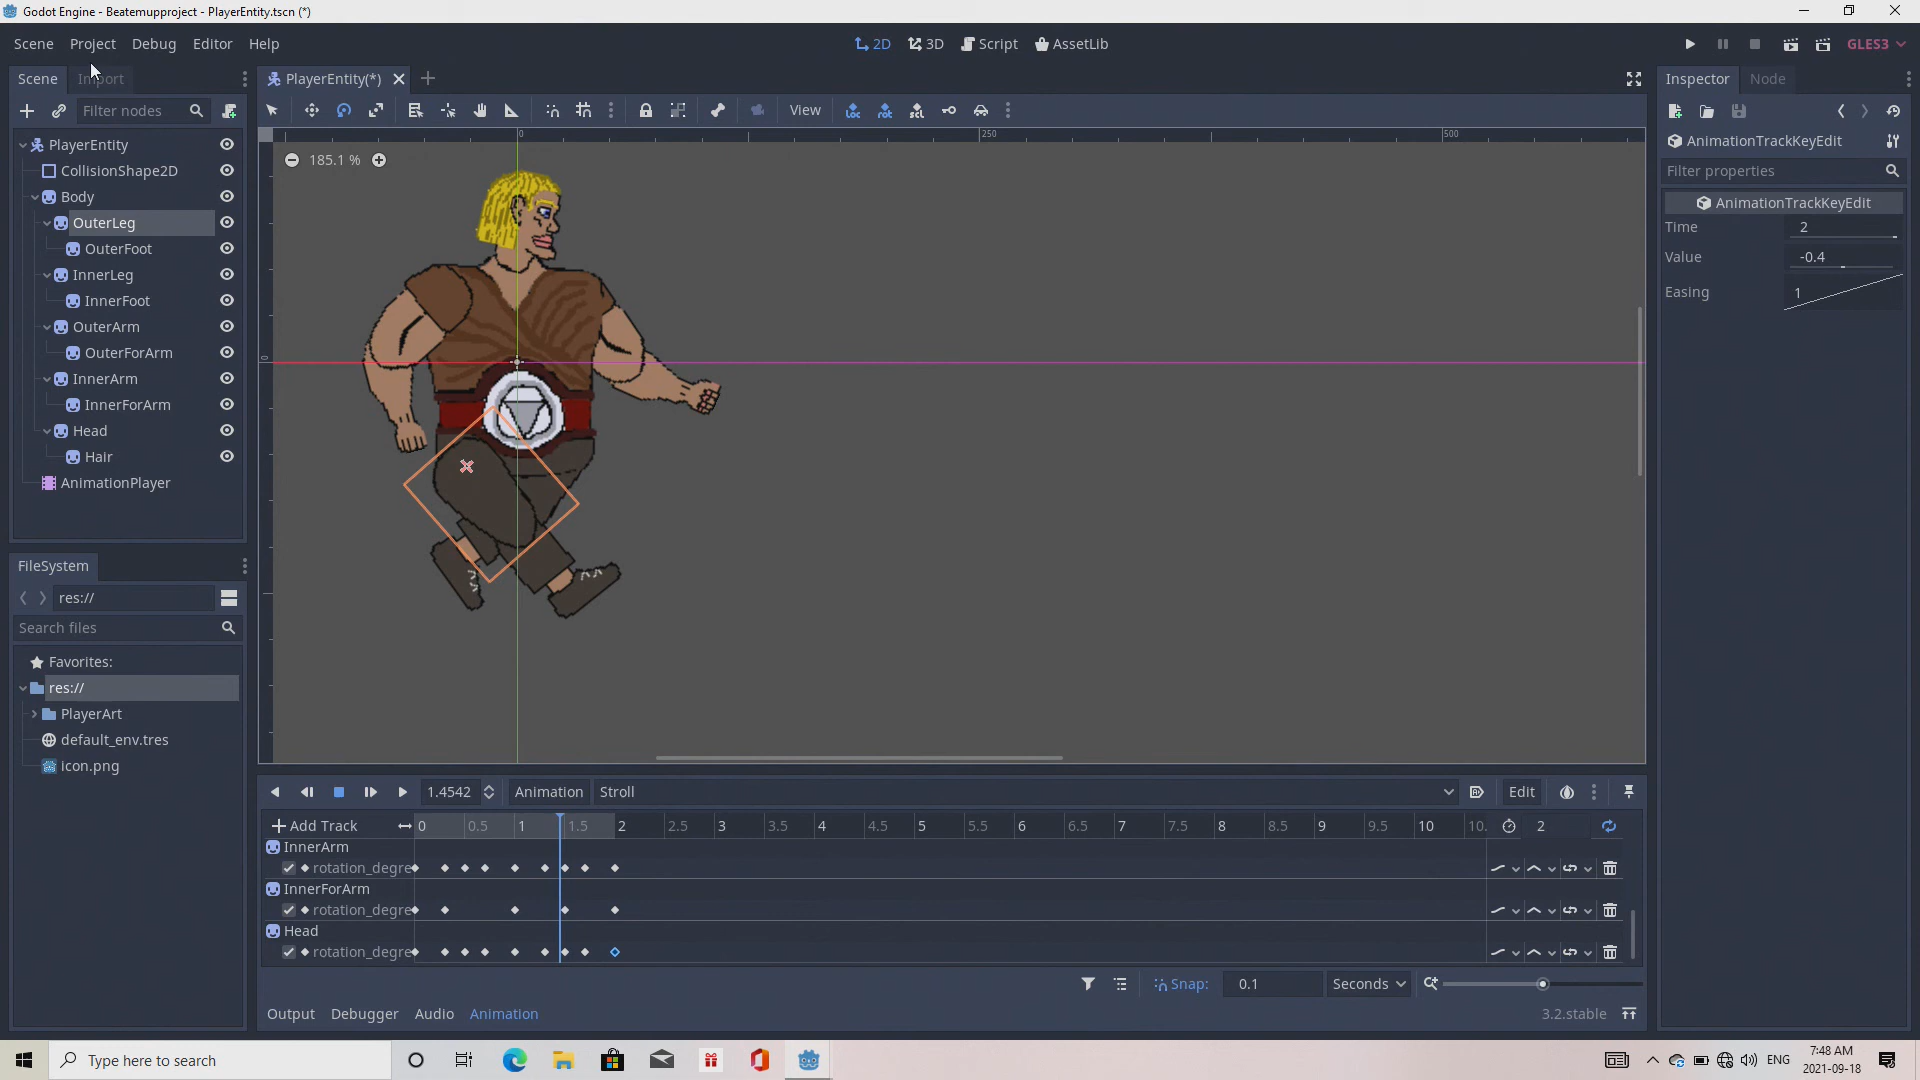 Godot Engine - Beatemupproject - PlayerEntity.tscn (*)
Scene Project Debug Editor Help
2D 3D Script AssetLib
GLES3
Scene Import
PlayerEntity(*)
Inspector Node
Filter nodes
View
PlayerEntity
CollisionShape2D
Body
OuterLeg
OuterFoot
InnerLeg
InnerFoot
OuterArm
OuterForArm
InnerArm
InnerForArm
Head
Hair
AnimationPlayer
0 250 500
0
185.1 %
AnimationTrackKeyEdit
Filter properties
AnimationTrackKeyEdit
Time 2
Value -0.4
Easing 1
FileSystem
res://
Search files
Favorites:
res://
PlayerArt
default_env.tres
icon.png
1.4542 Animation Stroll Edit
Add Track 0 0.5 1 1.5 2 2.5 3 3.5 4 4.5 5 5.5 6 6.5 7 7.5 8 8.5 9 9.5 10 10. 2
InnerArm
rotation_degre
InnerForArm
rotation_degre
Head
rotation_degre
Snap: 0.1 Seconds
Output Debugger Audio Animation 3.2.stable
Type here to search
ENG
7:48 AM
2021-09-18